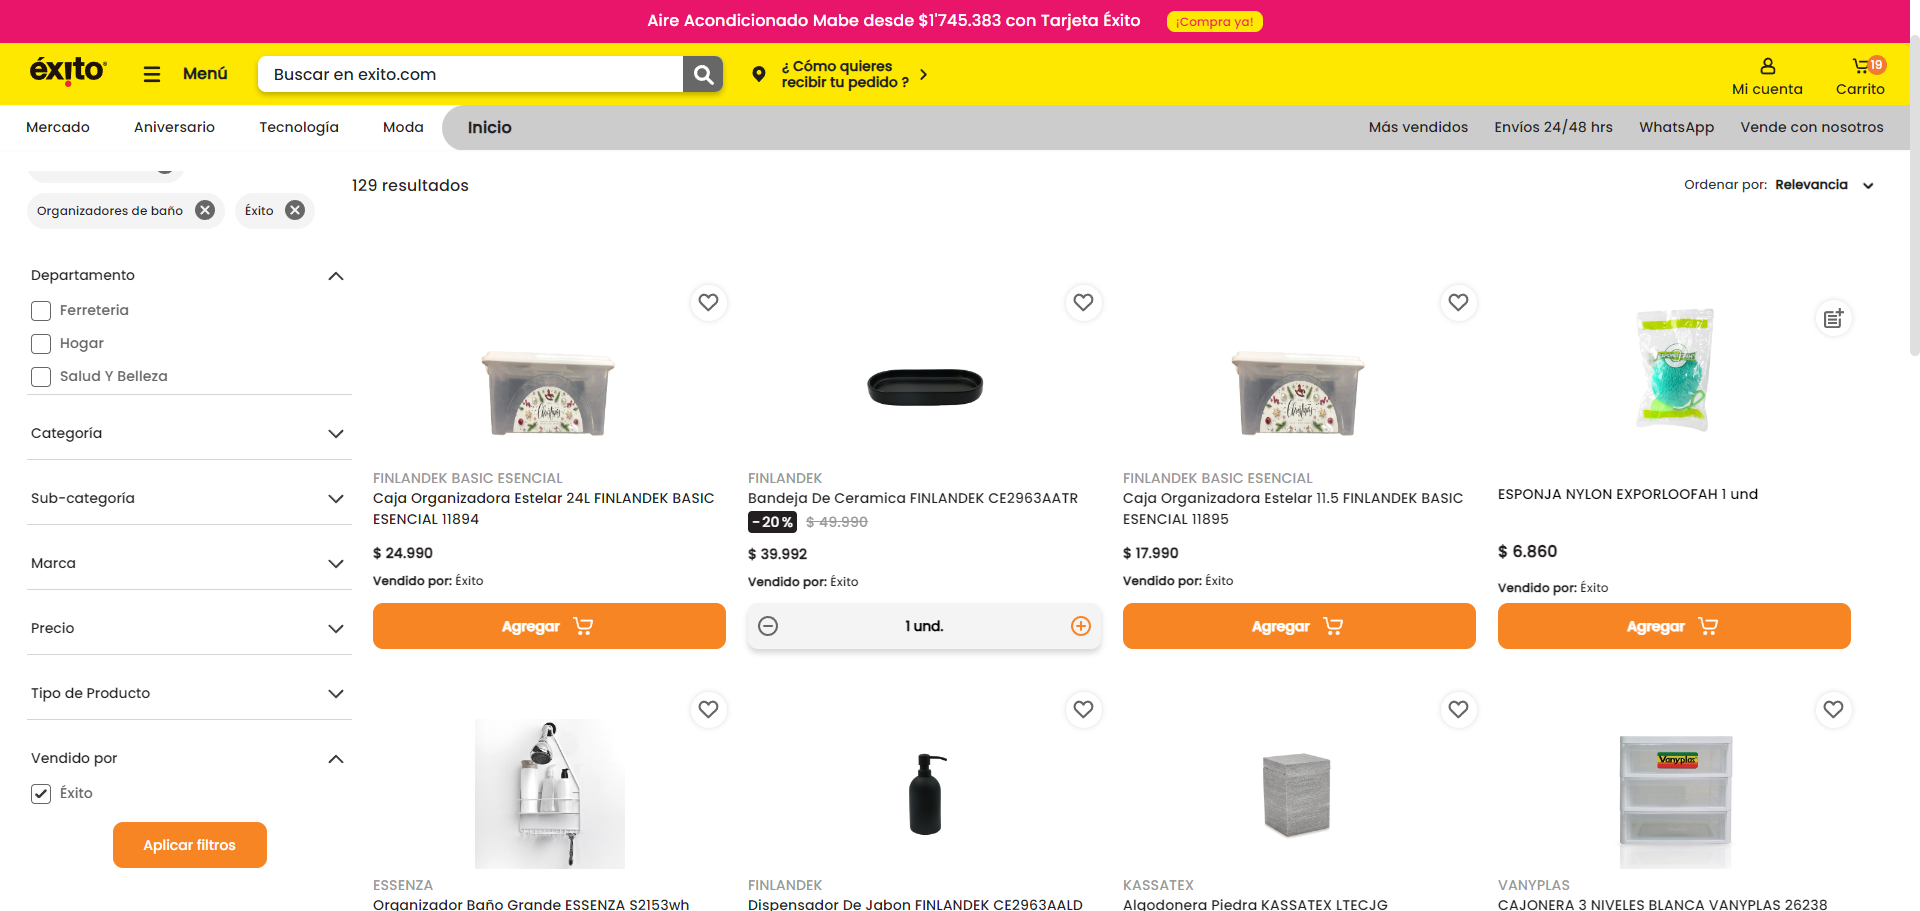 Aire Acondicionado Mabe desde $1'745.383 con Tarjeta Éxito
¡Compra ya!
éxito
Menú
Buscar en exito.com
¿ Cómo quieres
recibir tu pedido ?
Mi cuenta
19
Carrito
Mercado
Aniversario
Tecnología
Moda
Inicio
Más vendidos
Envíos 24/48 hrs
WhatsApp
Vende con nosotros
Organizadores de baño
Éxito
129 resultados
Ordenar por: Relevancia
Departamento
Ferreteria
Hogar
Salud Y Belleza
Categoría
Sub-categoría
Marca
Precio
Tipo de Producto
Vendido por
Éxito
Aplicar filtros
Christmas
FINLANDEK BASIC ESENCIAL
Caja Organizadora Estelar 24L FINLANDEK BASIC
ESENCIAL 11894
$ 24.990
Vendido por: Éxito
Agregar
FINLANDEK
Bandeja De Ceramica FINLANDEK CE2963AATR
-20% $ 49.990
$ 39.992
Vendido por: Éxito
1 und.
Christmas
FINLANDEK BASIC ESENCIAL
Caja Organizadora Estelar 11.5 FINLANDEK BASIC
ESENCIAL 11895
$ 17.990
Vendido por: Éxito
Agregar
ESPONJA NYLON EXPORLOOFAH 1 und
$ 6.860
Vendido por: Éxito
Agregar
ESSENZA
Organizador Baño Grande ESSENZA S2153wh
FINLANDEK
Dispensador De Jabon FINLANDEK CE2963AALD
KASSATEX
Algodonera Piedra KASSATEX LTECJG
Vanyplas
VANYPLAS
CAJONERA 3 NIVELES BLANCA VANYPLAS 26238